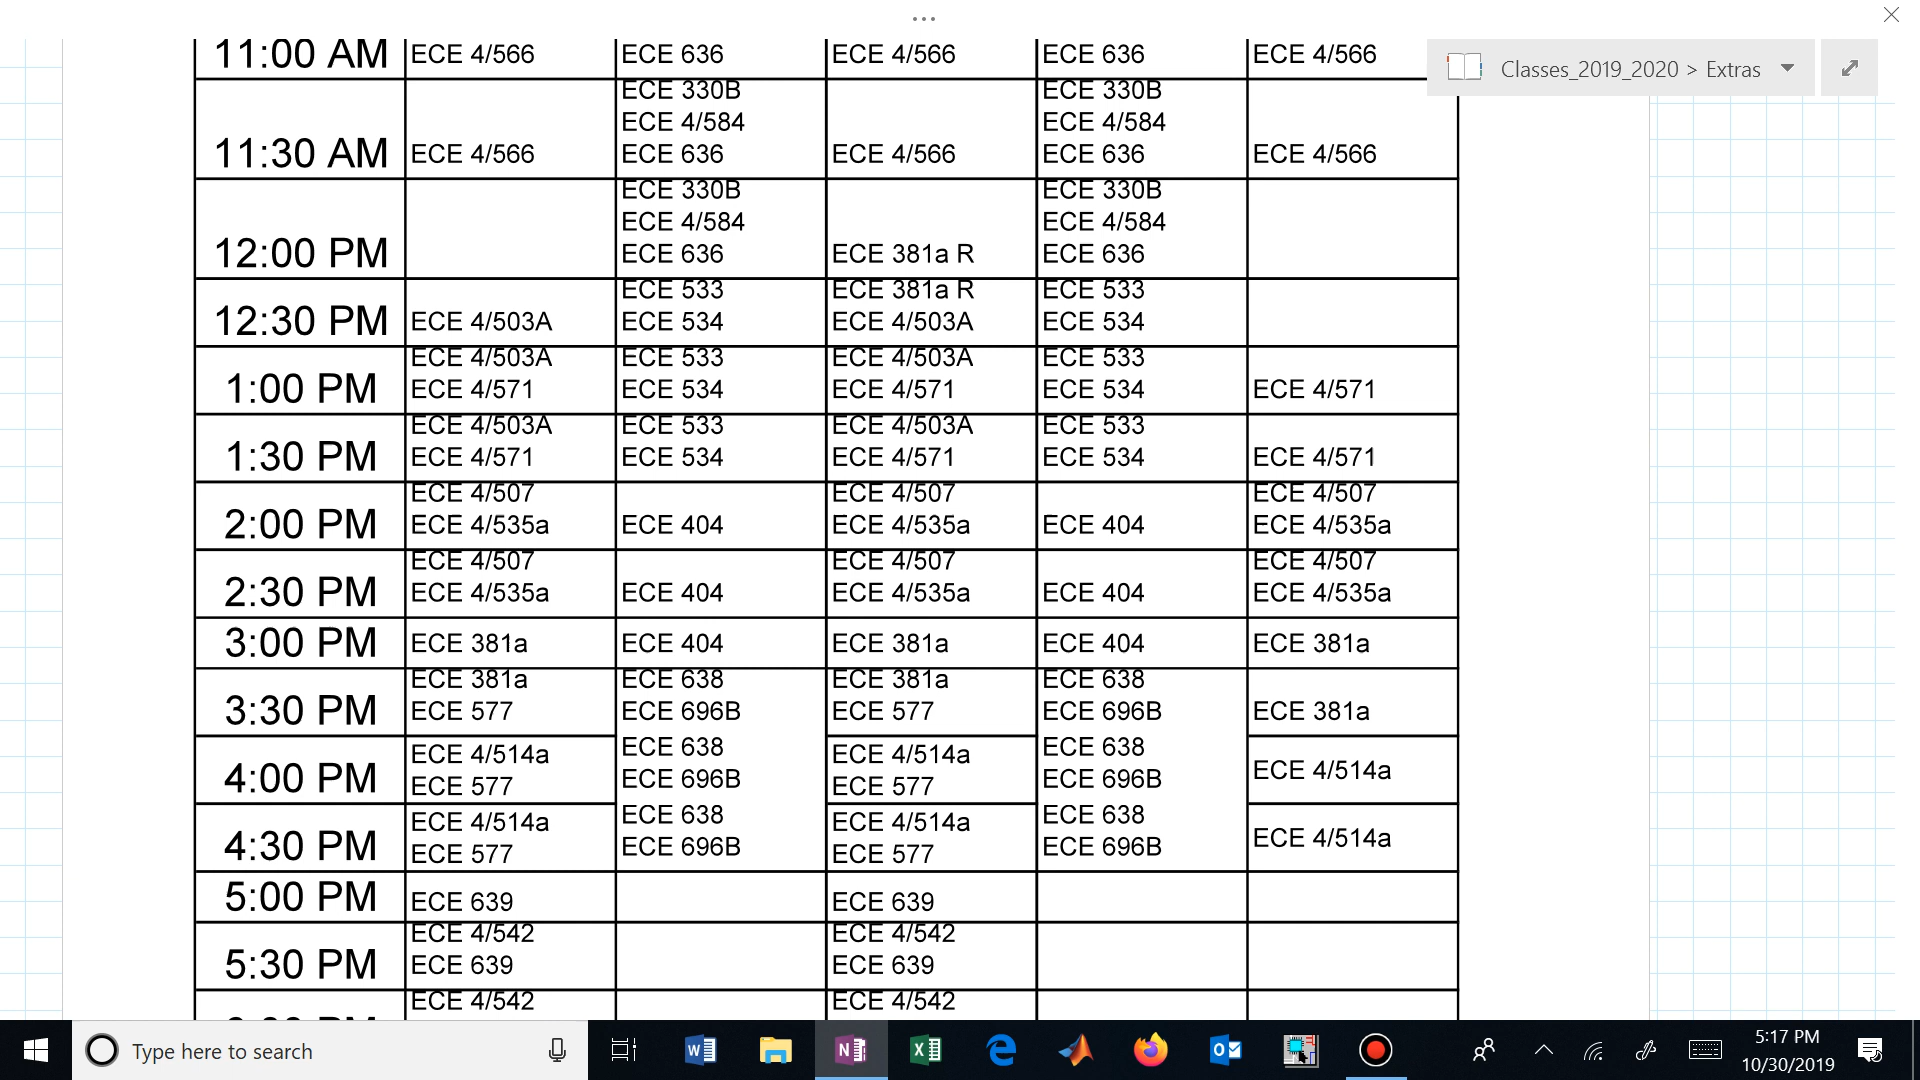 Classes_2019_2020 > Extras
11:00 AM ECE 4/566 ECE 636 ECE 4/566 ECE 636 ECE 4/566
ECE 330B ECE 330B
ECE 4/584 ECE 4/584
11:30 AM ECE 4/566 ECE 636 ECE 4/566 ECE 636 ECE 4/566
ECE 330B ECE 330B
ECE 4/584 ECE 4/584
12:00 PM ECE 636 ECE 381a R ECE 636
ECE 533 ECE 381a R ECE 533
12:30 PM ECE 4/503A ECE 534 ECE 4/503A ECE 534
ECE 4/503A ECE 533 ECE 4/503A ECE 533
1:00 PM ECE 4/571 ECE 534 ECE 4/571 ECE 534 ECE 4/571
ECE 4/503A ECE 533 ECE 4/503A ECE 533
1:30 PM ECE 4/571 ECE 534 ECE 4/571 ECE 534 ECE 4/571
ECE 4/507 ECE 4/507 ECE 4/507
2:00 PM ECE 4/535a ECE 404 ECE 4/535a ECE 404 ECE 4/535a
ECE 4/507 ECE 4/507 ECE 4/507
2:30 PM ECE 4/535a ECE 404 ECE 4/535a ECE 404 ECE 4/535a
3:00 PM ECE 381a ECE 404 ECE 381a ECE 404 ECE 381a
ECE 381a ECE 638 ECE 381a ECE 638
3:30 PM ECE 577 ECE 696B ECE 577 ECE 696B ECE 381a
ECE 4/514a ECE 638 ECE 4/514a ECE 638
4:00 PM ECE 577 ECE 696B ECE 577 ECE 696B ECE 4/514a
ECE 4/514a ECE 638 ECE 4/514a ECE 638
4:30 PM ECE 577 ECE 696B ECE 577 ECE 696B ECE 4/514a
5:00 PM ECE 639 ECE 639
ECE 4/542 ECE 4/542
5:30 PM ECE 639 ECE 639
ECE 4/542 ECE 4/542
Type here to search
5:17 PM
10/30/2019